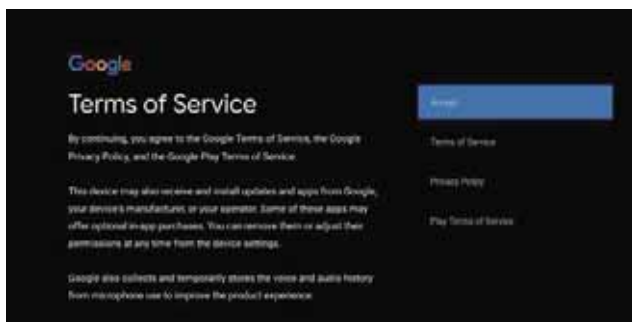 Google
Terms of Service
By continuing, you agree to the Google Terms of Service, the Google
Privacy Policy, and the Google Play Terms of Service.
This device may also receive and install updates and apps from Google,
your device's manufacturer, or your operator. Some of these apps may
offer optional in-app purchases. You can remove them or adjust their
permissions at any time from the device settings.
Google also collects and temporarily stores the voice and audio history
from microphone use to improve the product experience.
Accept
Terms of Service
Privacy Policy
Play Terms of Service